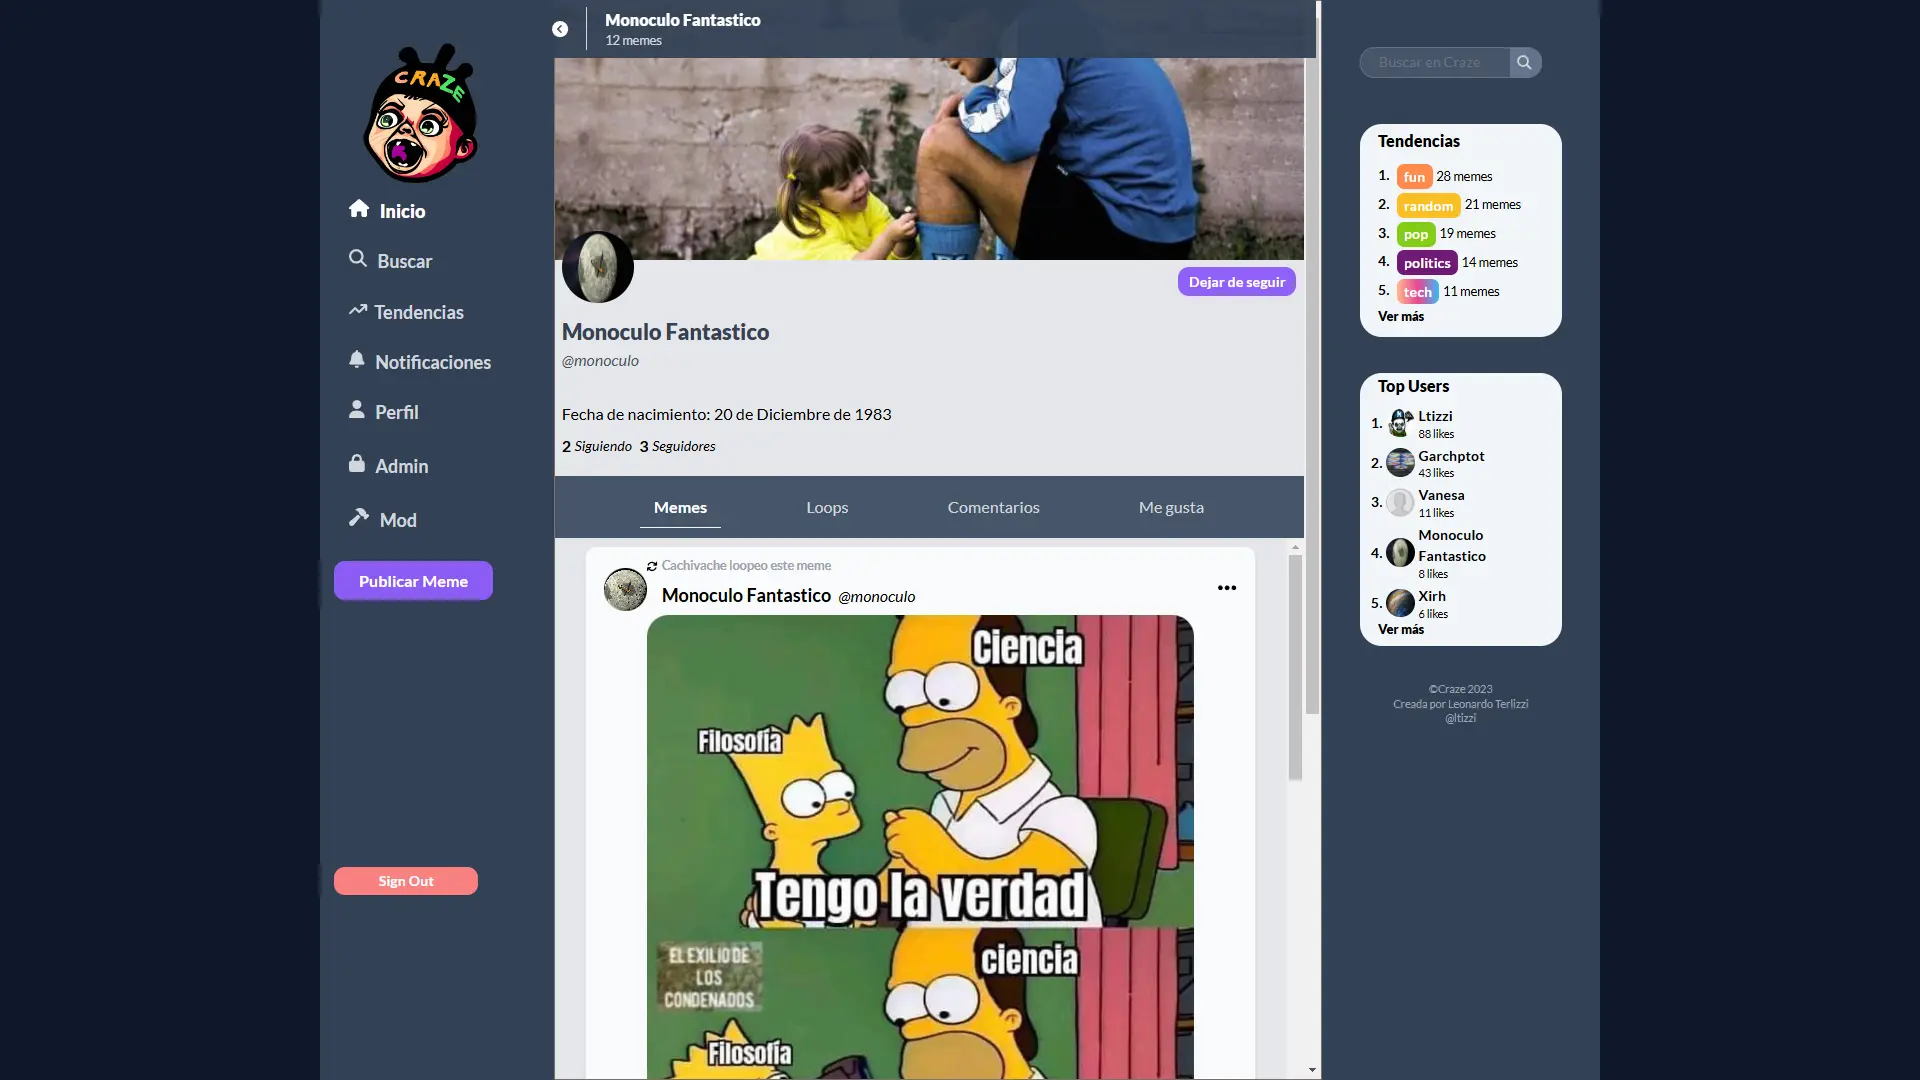 CRAZE
Inicio
Buscar
Tendencias
Notificaciones
Perfil
Admin
Mod
Publicar Meme
Sign Out
Monoculo Fantastico
12 memes
Dejar de seguir
Monoculo Fantastico
@monoculo
Fecha de nacimiento: 20 de Diciembre de 1983
2 Siguiendo 3 Seguidores
Memes Loops Comentarios Me gusta
Cachivache loopeo este meme
Monoculo Fantastico @monoculo
Ciencia
Filosofía
Tengo la verdad
EL EXILIO DE
LOS
CONDENADOS
ciencia
Filosofía
Buscar en Craze
Tendencias
1. fun 28 memes
2. random 21 memes
3. pop 19 memes
4. politics 14 memes
5. tech 11 memes
Ver más
Top Users
1. Ltizzi
88 likes
2. Garchptot
43 likes
3. Vanesa
11 likes
4. Monoculo
Fantastico
8 likes
5. Xirh
6 likes
Ver más
©Craze 2023
Creada por Leonardo Terlizzi
@ltizzi